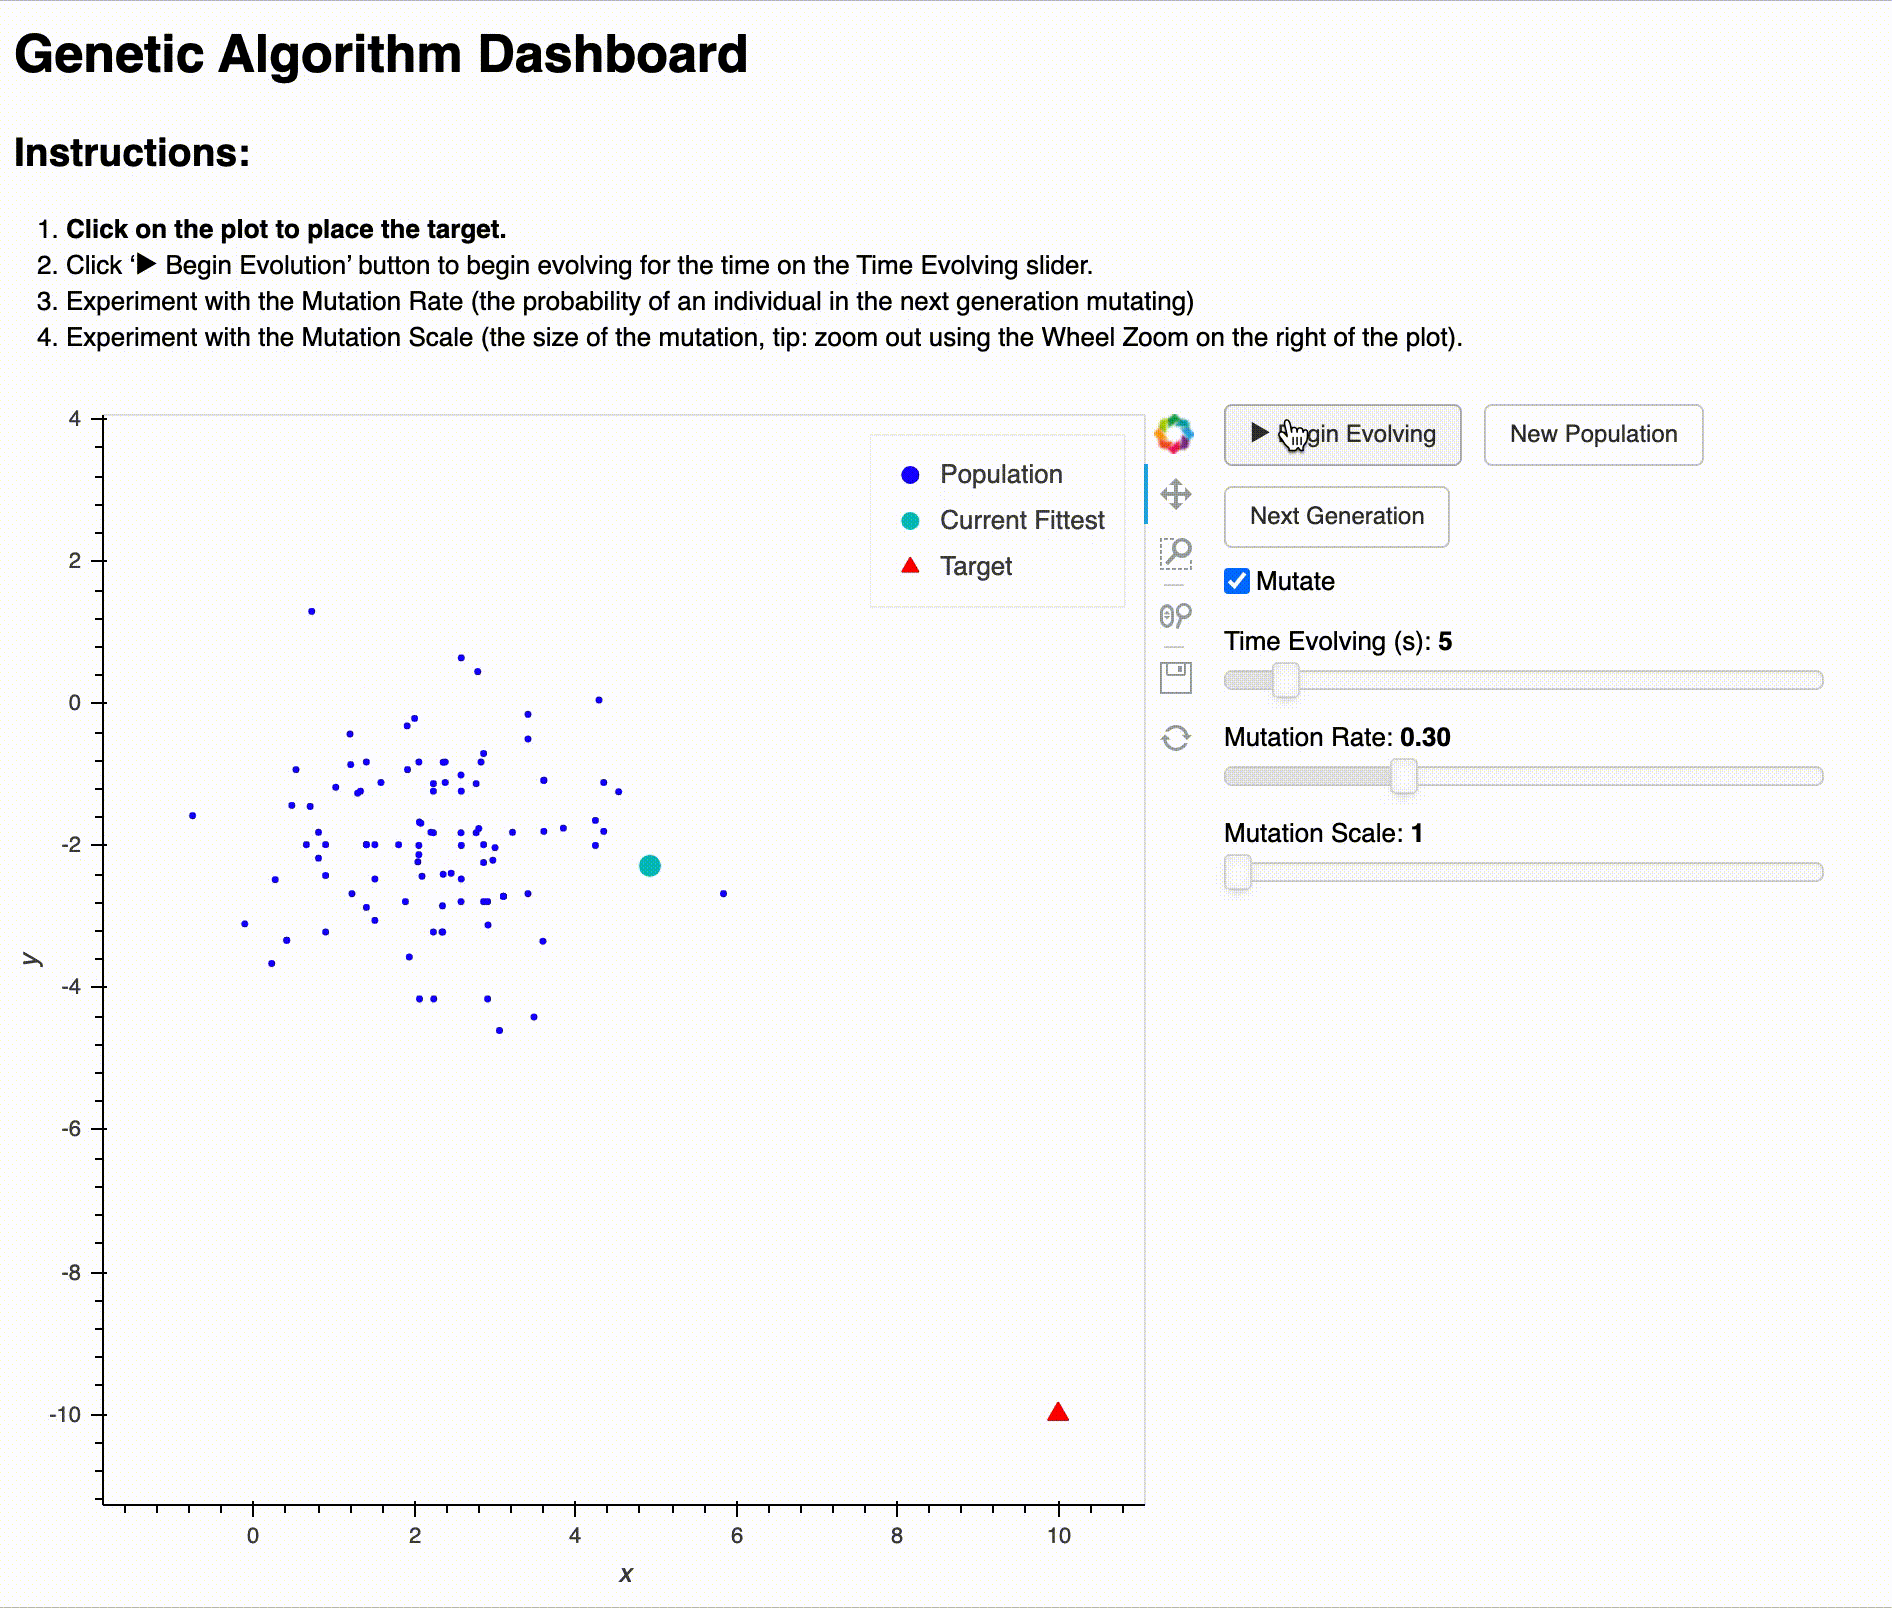 Genetic Algorithm Dashboard
Instructions:
1. Click on the plot to place the target.
2. Click ‘▶ Begin Evolution’ button to begin evolving for the time on the Time Evolving slider.
3. Experiment with the Mutation Rate (the probability of an individual in the next generation mutating)
4. Experiment with the Mutation Scale (the size of the mutation, tip: zoom out using the Wheel Zoom on the right of the plot).
4
2
0
-2
-4
-6
-8
-10
y
0 2 4 6 8 10
x
Population
Current Fittest
Target
▶ Begin Evolving
New Population
Next Generation
Mutate
Time Evolving (s): 5
Mutation Rate: 0.30
Mutation Scale: 1